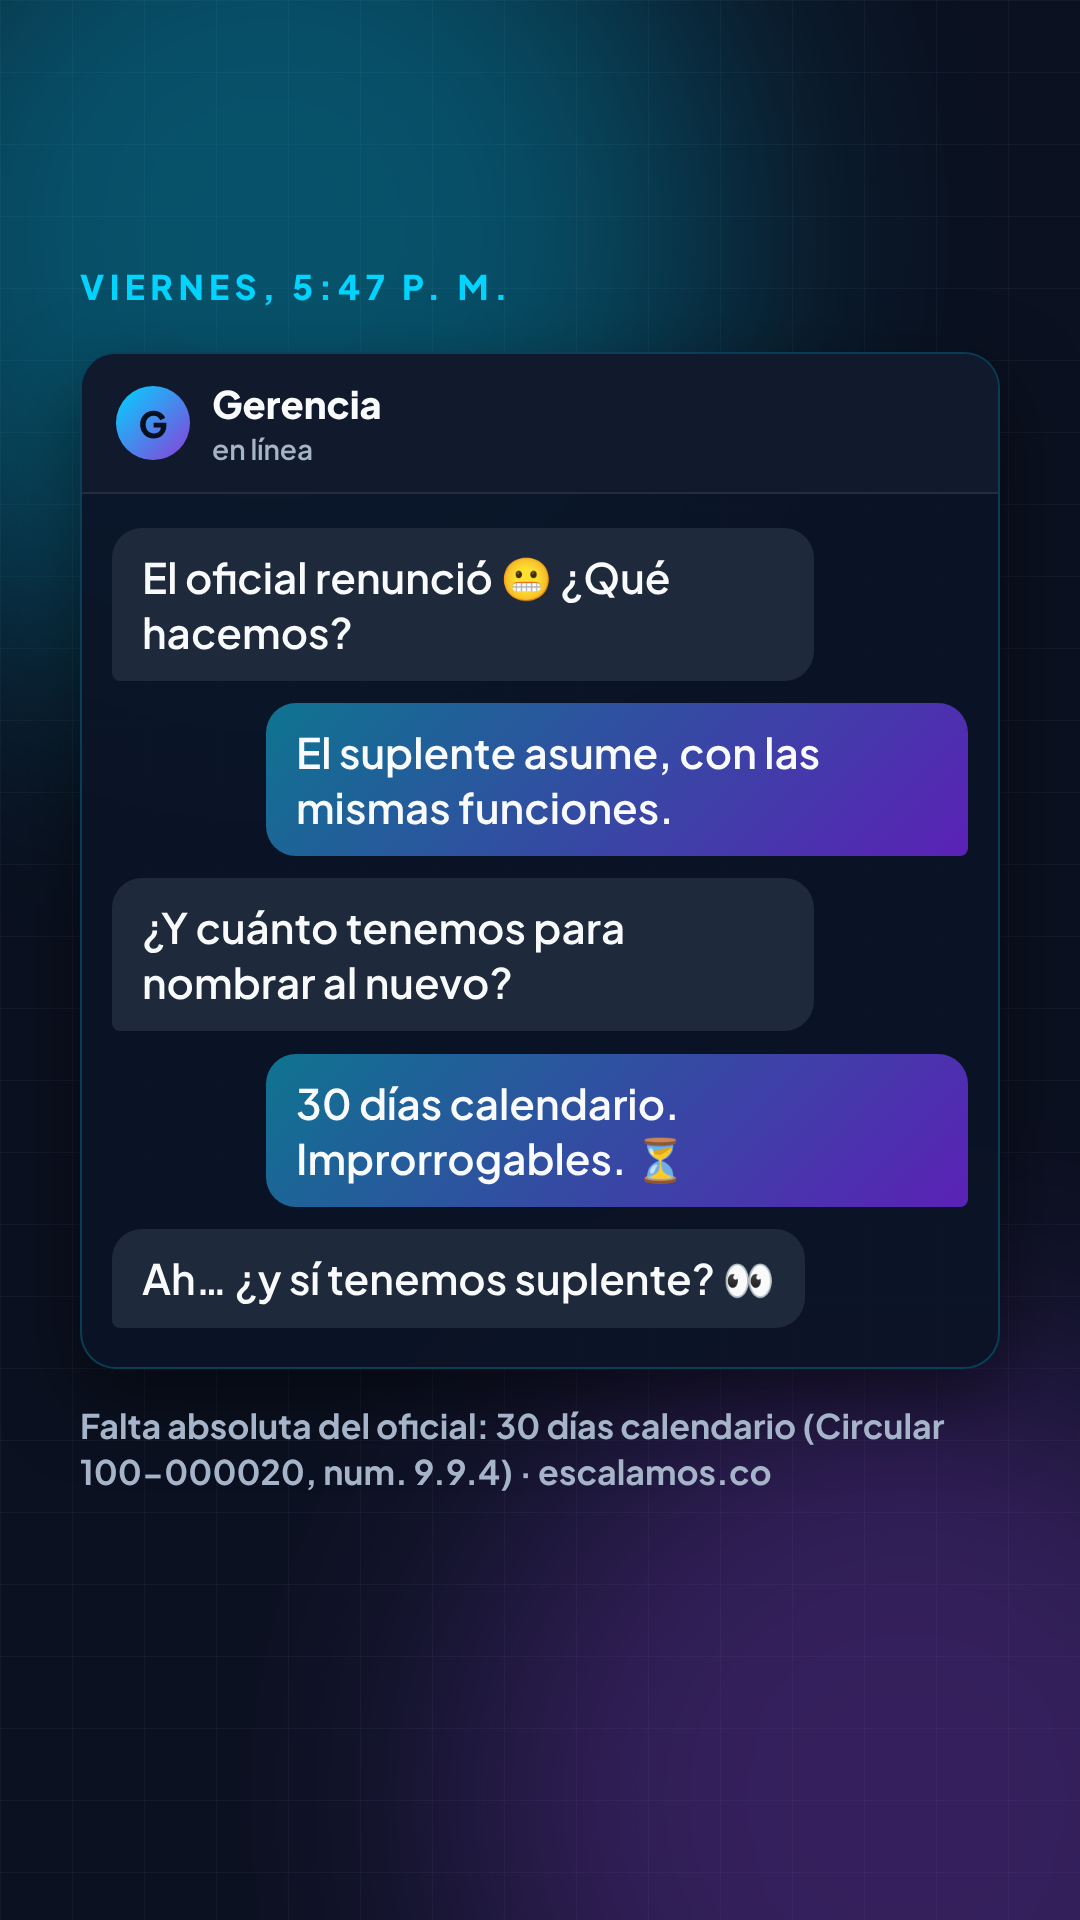 VIERNES, 5:47 P. M.
G
Gerencia
en línea
El oficial renunció 😬 ¿Qué
hacemos?
El suplente asume, con las
mismas funciones.
¿Y cuánto tenemos para
nombrar al nuevo?
30 días calendario.
Improrrogables. ⏳
Ah… ¿y sí tenemos suplente? 👀
Falta absoluta del oficial: 30 días calendario (Circular
100-000020, num. 9.9.4) · escalamos.co